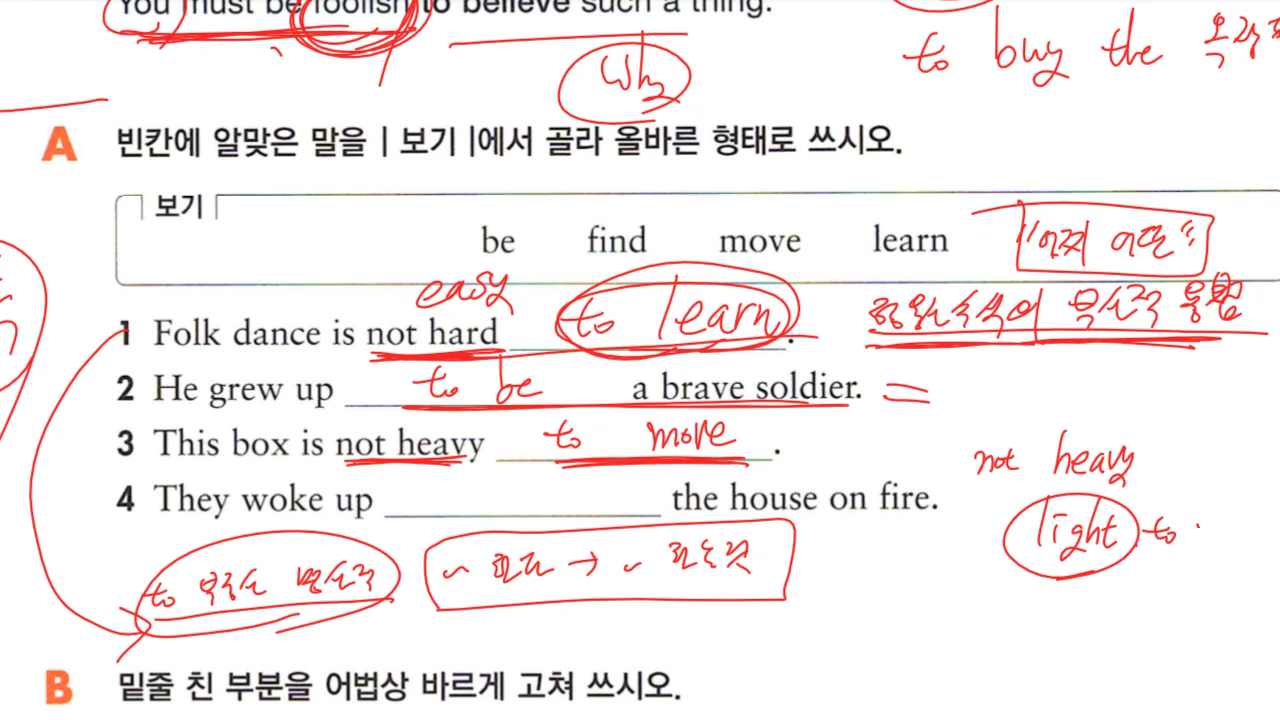 You must be foolish to believe such a thing.
why
to buy the
A 빈칸에 알맞은 말을 | 보기 |에서 골라 올바른 형태로 쓰시오.
보기
be find move learn
easy
1 Folk dance is not hard to learn.
2 He grew up to be a brave soldier. =
3 This box is not heavy to move.
not heavy
4 They woke up ____________ the house on fire.
light to
to
B 밑줄 친 부분을 어법상 바르게 고쳐 쓰시오.